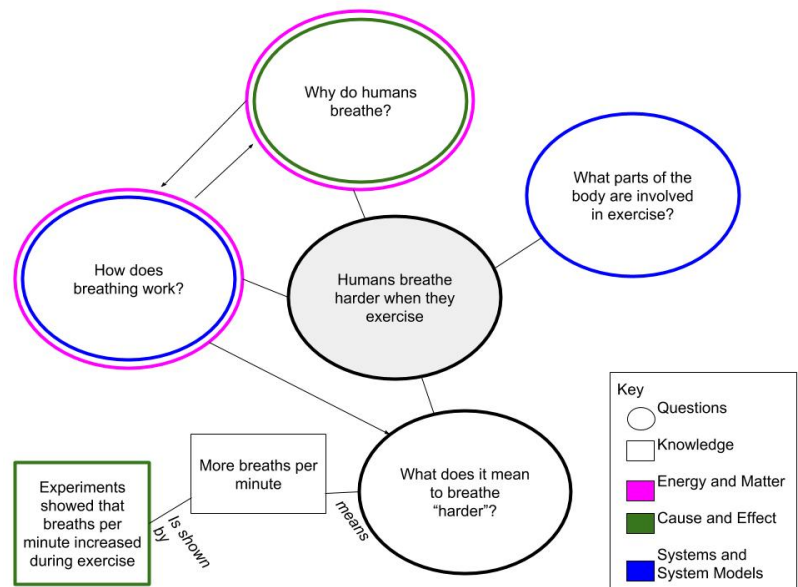 Why do humans
breathe?
What parts of the
body are involved
in exercise?
How does
breathing work?
Humans breathe
harder when they
exercise
What does it mean
to breathe
“harder”?
means
More breaths per
minute
Is shown
by
Experiments
showed that
breaths per
minute increased
during exercise
Key
Questions
Knowledge
Energy and Matter
Cause and Effect
Systems and
System Models